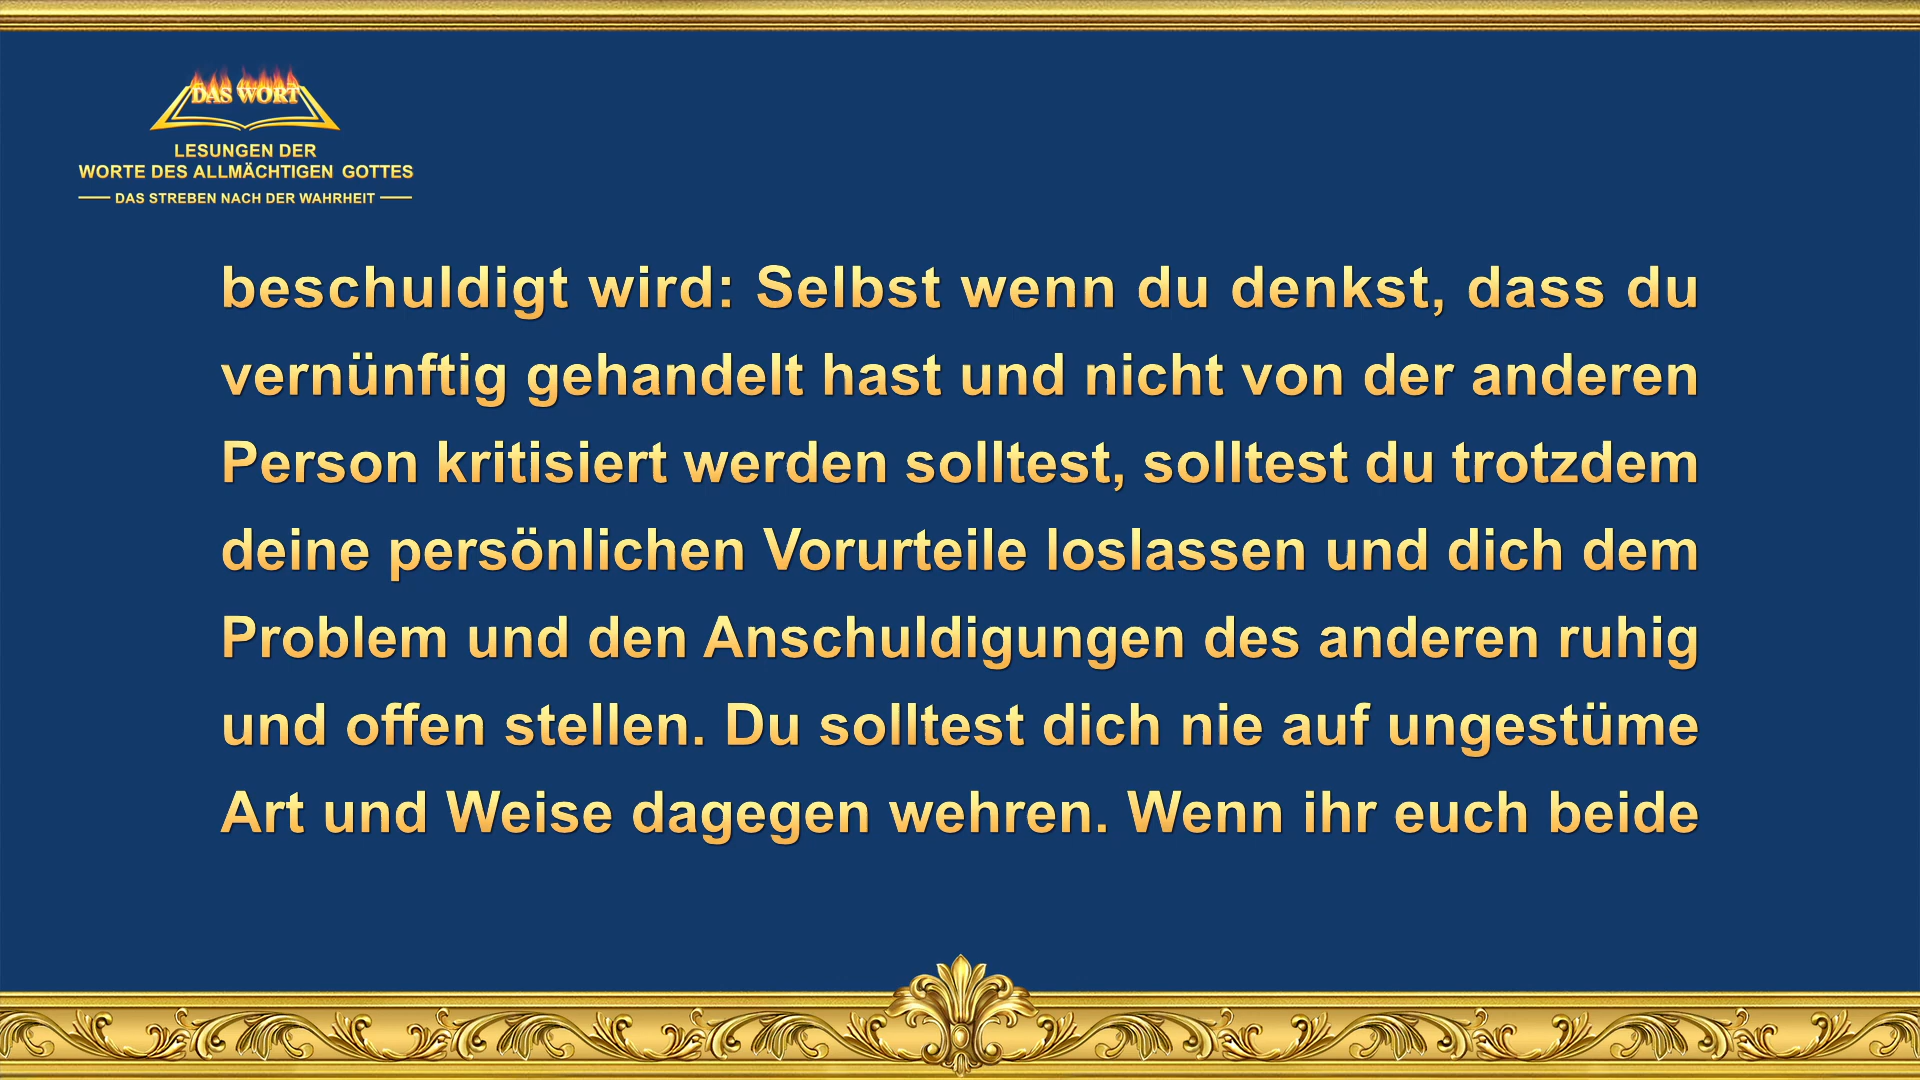 DAS WORT
LESUNGEN DER
WORTE DES ALLMÄCHTIGEN GOTTES
DAS STREBEN NACH DER WAHRHEIT
beschuldigt wird: Selbst wenn du denkst, dass du
vernünftig gehandelt hast und nicht von der anderen
Person kritisiert werden solltest, solltest du trotzdem
deine persönlichen Vorurteile loslassen und dich dem
Problem und den Anschuldigungen des anderen ruhig
und offen stellen. Du solltest dich nie auf ungestüme
Art und Weise dagegen wehren. Wenn ihr euch beide